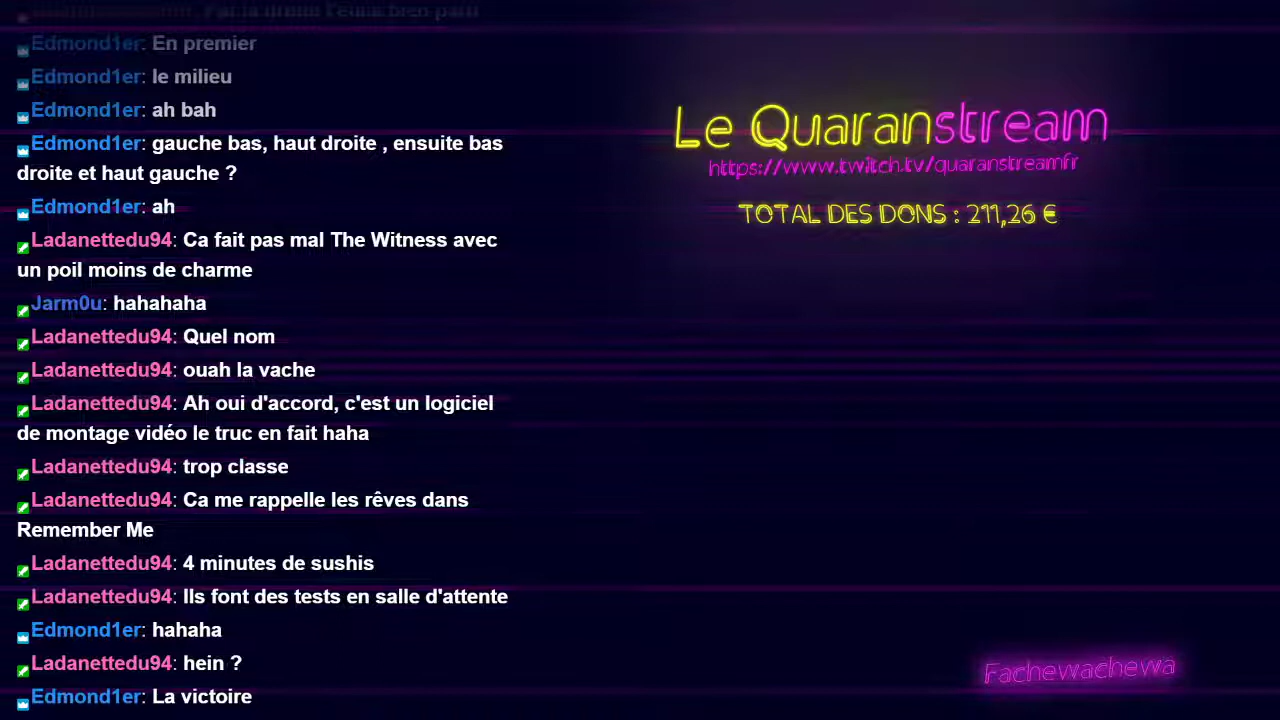 Edmond1er: En premier
Edmond1er: le milieu
Edmond1er: ah bah
Edmond1er: gauche bas, haut droite , ensuite bas
droite et haut gauche ?
Edmond1er: ah
Ladanettedu94: Ca fait pas mal The Witness avec
un poil moins de charme
Jarm0u: hahahaha
Ladanettedu94: Quel nom
Ladanettedu94: ouah la vache
Ladanettedu94: Ah oui d'accord, c'est un logiciel
de montage vidéo le truc en fait haha
Ladanettedu94: trop classe
Ladanettedu94: Ca me rappelle les rêves dans
Remember Me
Ladanettedu94: 4 minutes de sushis
Ladanettedu94: Ils font des tests en salle d'attente
Edmond1er: hahaha
Ladanettedu94: hein ?
Edmond1er: La victoire
Le Quaranstream
https://www.twitch.tv/quaranstreamfr
TOTAL DES DONS : 211,26 €
Fachewachewa